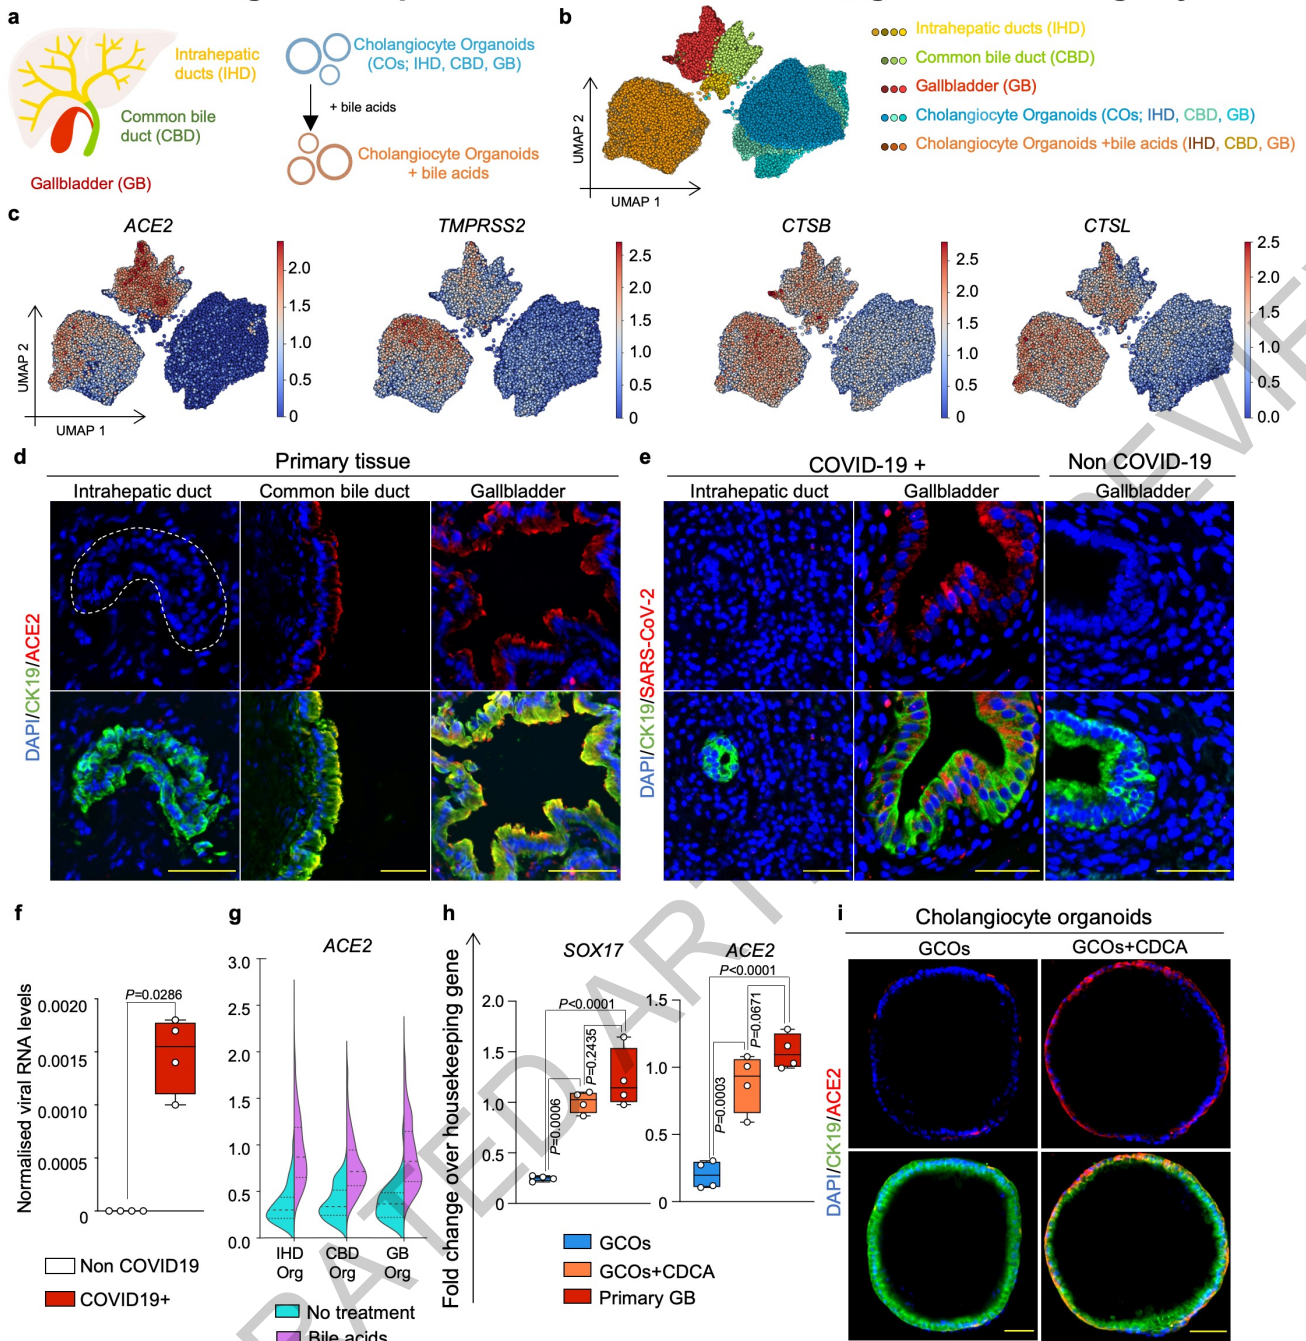 a
Intrahepatic
ducts (IHD)
Common bile
duct (CBD)
Gallbladder (GB)
Cholangiocyte Organoids
(COs; IHD, CBD, GB)
+ bile acids
Cholangiocyte Organoids
+ bile acids
b
UMAP 2
UMAP 1
Intrahepatic ducts (IHD)
Common bile duct (CBD)
Gallbladder (GB)
Cholangiocyte Organoids (COs; IHD, CBD, GB)
Cholangiocyte Organoids +bile acids (IHD, CBD, GB)
c
ACE2
TMPRSS2
CTSB
CTSL
UMAP 2
UMAP 1
2.0
1.5
1.0
0.5
0
2.5
2.0
1.5
1.0
0.5
0
2.5
2.0
1.5
1.0
0.5
0
2.5
2.0
1.5
1.0
0.5
0.0
d
Primary tissue
Intrahepatic duct
Common bile duct
Gallbladder
DAPI/CK19/ACE2
e
COVID-19 +
Non COVID-19
Intrahepatic duct
Gallbladder
Gallbladder
DAPI/CK19/SARS-CoV-2
f
Normalised viral RNA levels
0.0020
0.0015
0.0010
0.0005
0
P=0.0286
Non COVID19
COVID19+
g
ACE2
3.0
2.5
2.0
1.5
1.0
0.5
0.0
IHD
Org
CBD
Org
GB
Org
No treatment
Bile acids
h
Fold change over housekeeping gene
SOX17
2.0
1.5
1.0
0.5
0
P<0.0001
P=0.2435
P=0.0006
ACE2
1.5
1.0
0.5
0
P<0.0001
P=0.0671
P=0.0003
GCOs
GCOs+CDCA
Primary GB
i
Cholangiocyte organoids
GCOs
GCOs+CDCA
DAPI/CK19/ACE2